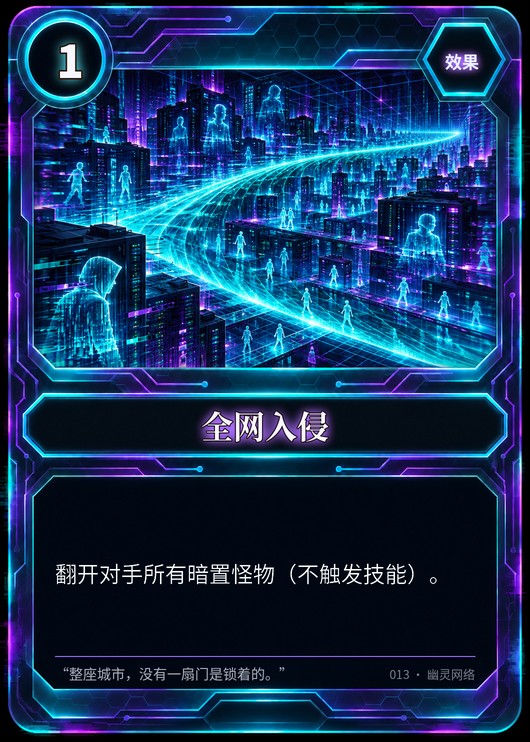 1
效果
全网入侵
翻开对手所有暗置怪物（不触发技能）。
“整座城市，没有一扇门是锁着的。”
013 · 幽灵网络